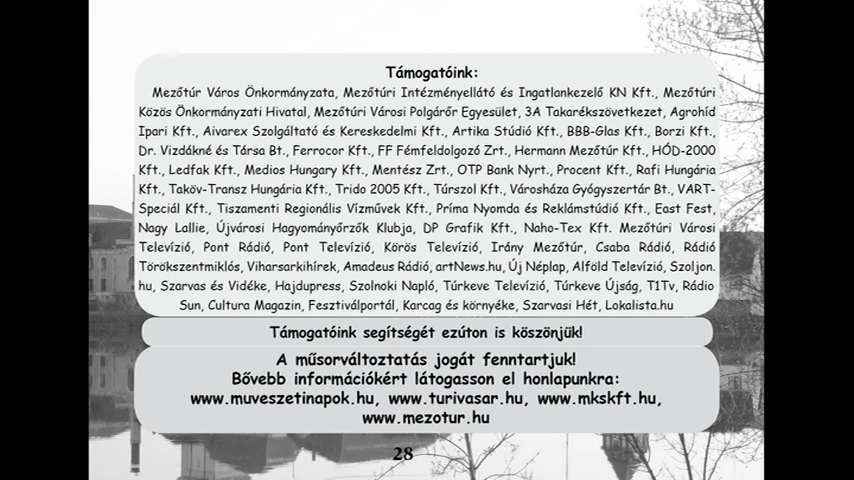 Támogatóink:
Mezőtúr Város Önkormányzata, Mezőtúri Intézményellátó és Ingatlankezelő KN Kft., Mezőtúri
Közös Önkormányzati Hivatal, Mezőtúri Városi Polgárőr Egyesület, 3A Takarékszövetkezet, Agrohíd
Ipari Kft., Aivarex Szolgáltató és Kereskedelmi Kft., Artika Stúdió Kft., BBB-Glas Kft., Borzi Kft.,
Dr. Vizdákné és Társa Bt., Ferrocor Kft., FF Fémfeldolgozó Zrt., Hermann Mezőtúr Kft., HÓD-2000
Kft., Ledfak Kft., Medios Hungary Kft., Mentész Zrt., OTP Bank Nyrt., Procent Kft., Rafi Hungária
Kft., Taköv-Transz Hungária Kft., Trido 2005 Kft., Túrszol Kft., Városháza Gyógyszertár Bt., VART-
Speciál Kft., Tiszamenti Regionális Vízművek Kft., Príma Nyomda és Reklámstúdió Kft., East Fest,
Nagy Lallie, Újvárosi Hagyományőrzők Klubja, DP Grafik Kft., Naho-Tex Kft. Mezőtúri Városi
Televízió, Pont Rádió, Pont Televízió, Körös Televízió, Irány Mezőtúr, Csaba Rádió, Rádió
Törökszentmiklós, Viharsarkihírek, Amadeus Rádió, artNews.hu, Új Néplap, Alföld Televízió, Szoljon.
hu, Szarvas és Vidéke, Hajdupress, Szolnoki Napló, Túrkeve Televízió, Túrkeve Újság, T1Tv, Rádio
Sun, Cultura Magazin, Fesztiválportál, Karcag és környéke, Szarvasi Hét, Lokalista.hu
Támogatóink segítségét ezúton is köszönjük!
A műsorváltoztatás jogát fenntartjuk!
Bővebb információkért látogasson el honlapunkra:
www.muveszetinapok.hu, www.turivasar.hu, www.mkskft.hu,
www.mezotur.hu
28